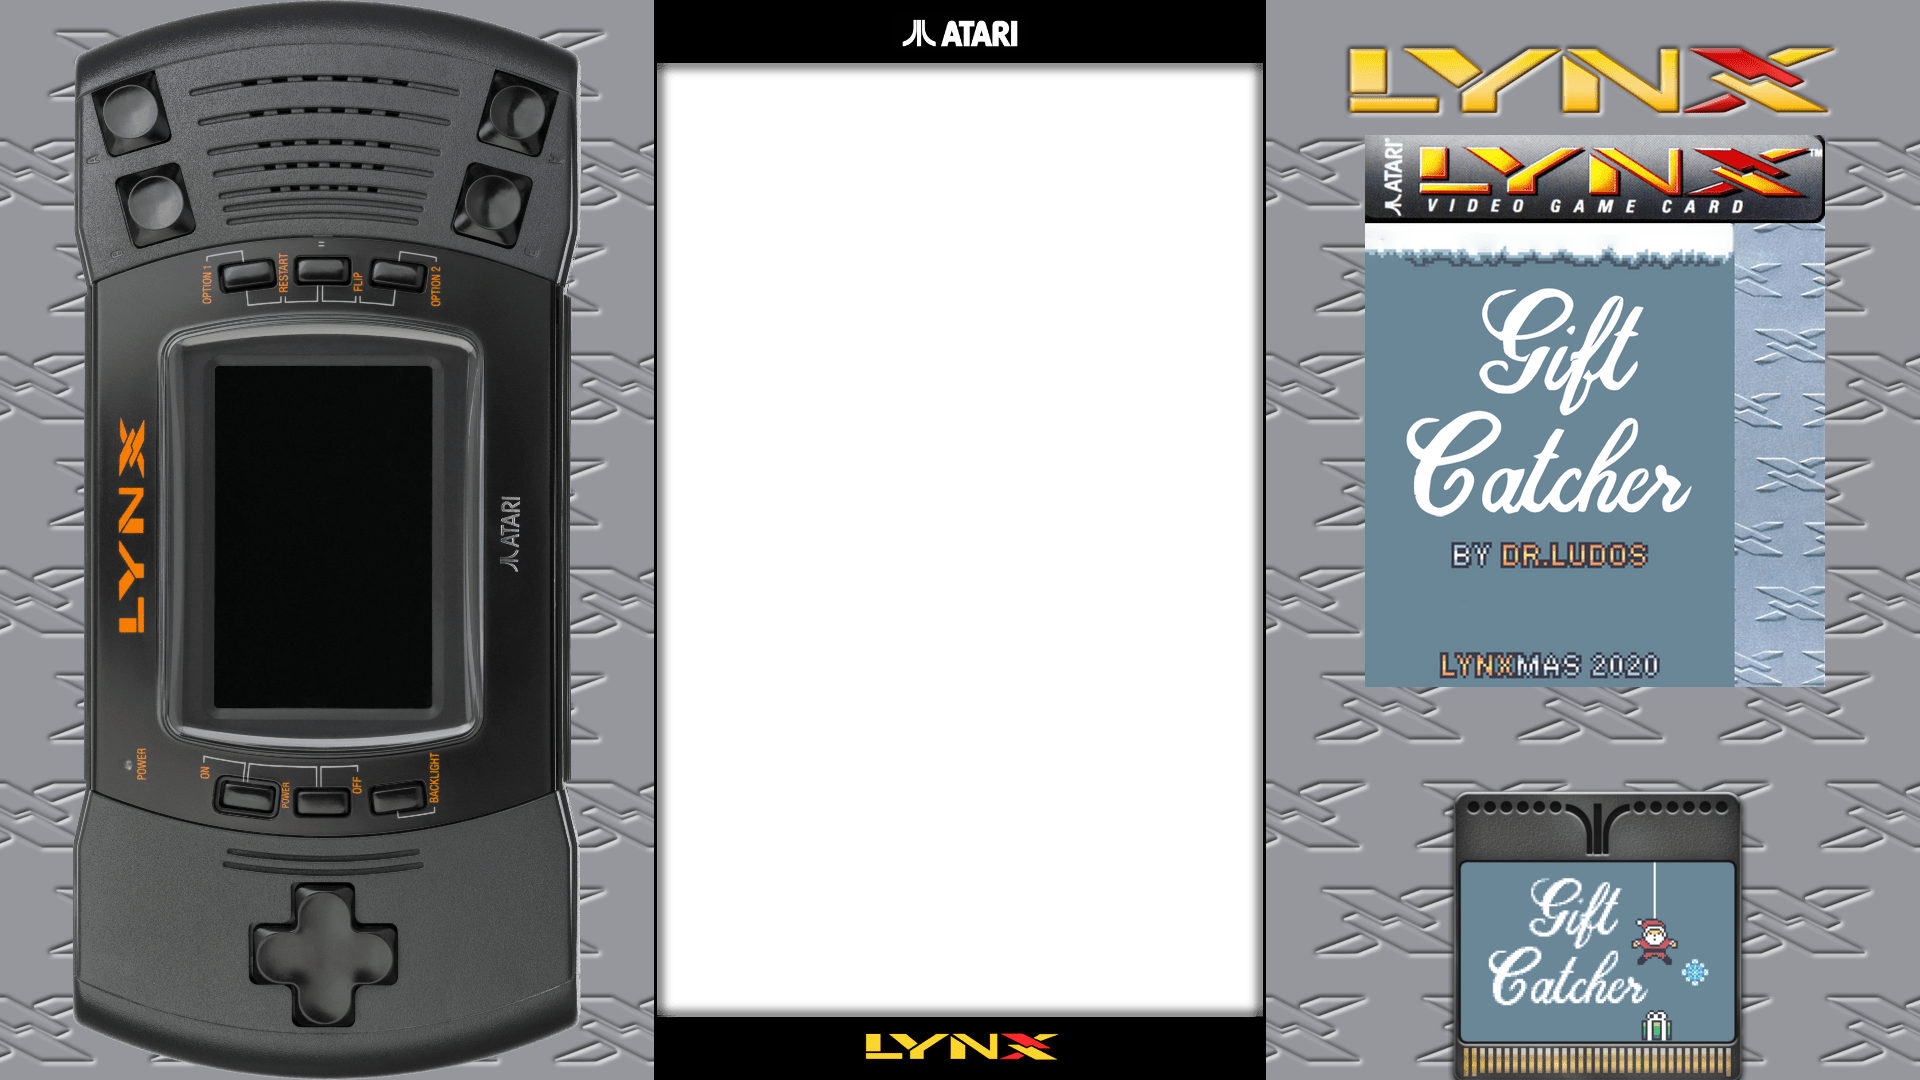 A
B
A
B
OPTION 1
RESTART
FLIP
OPTION 2
LYNX
ATARI
POWER
ON
POWER
OFF
BACKLIGHT
ATARI
LYNX
LYNX
ATARI
LYNX™
VIDEO GAME CARD
Gift
Catcher
BY DR.LUDOS
LYNXMAS 2020
Gift
Catcher